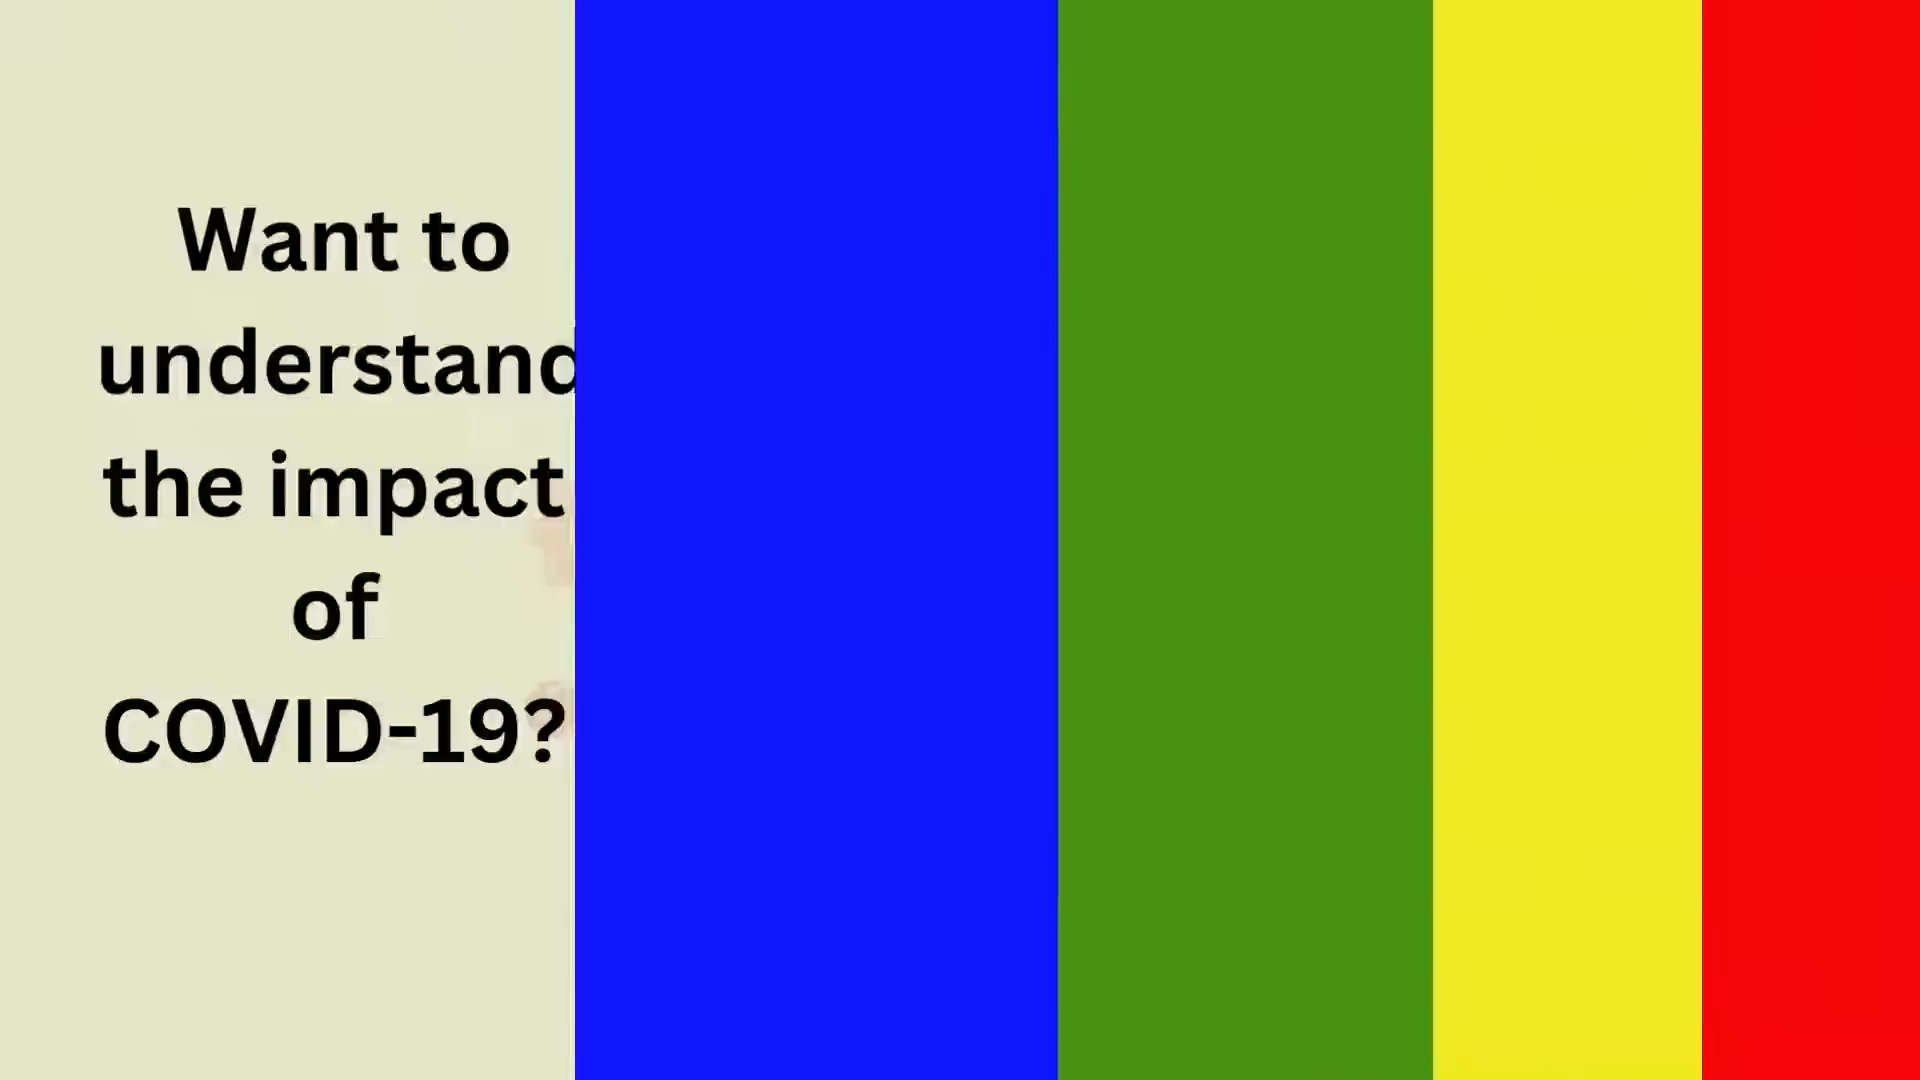 Want to
understand
the impact
of
COVID-19?